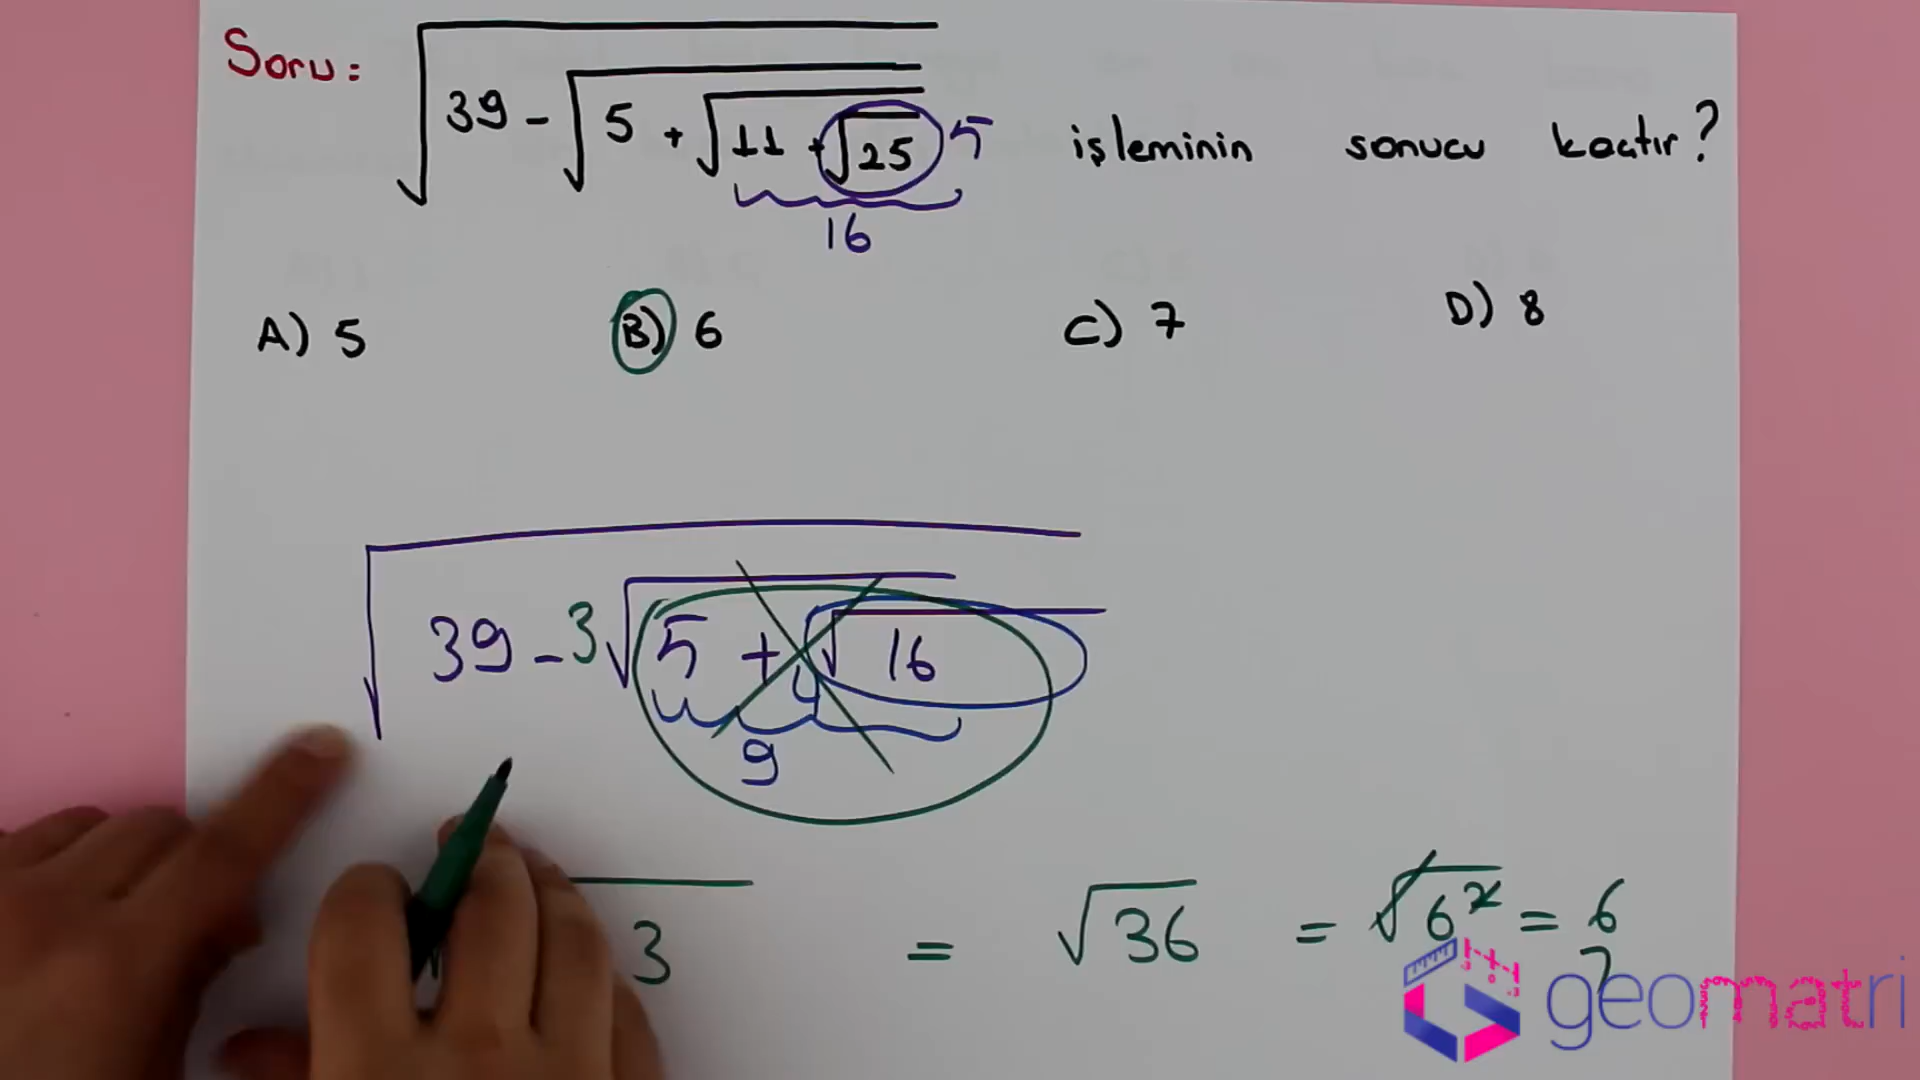 Soru: √39 - √5 + √11 + √25 5 işleminin sonucu kaçtır?
16
A) 5 B) 6 C) 7 D) 8
√39 - 3 √5 + √16
4
9
3 = √36 = √6² = 6
geomatri